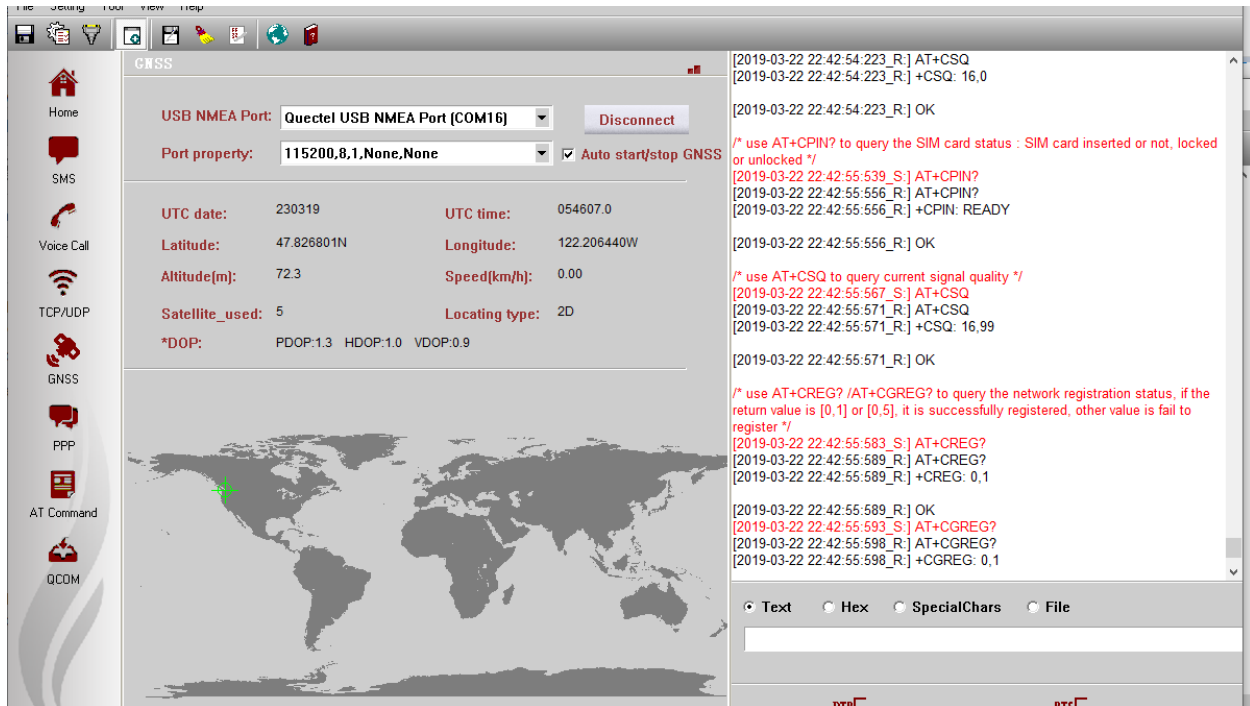 File Setting Tool View Help
Home
SMS
Voice Call
TCP/UDP
GNSS
PPP
AT Command
QCOM
GNSS
USB NMEA Port: Quectel USB NMEA Port (COM16) Disconnect
Port property: 115200,8,1,None,None Auto start/stop GNSS
UTC date: 230319 UTC time: 054607.0
Latitude: 47.826801N Longitude: 122.206440W
Altitude(m): 72.3 Speed(km/h): 0.00
Satellite_used: 5 Locating type: 2D
*DOP: PDOP:1.3 HDOP:1.0 VDOP:0.9
[2019-03-22 22:42:54:223_R:] AT+CSQ
[2019-03-22 22:42:54:223_R:] +CSQ: 16,0
[2019-03-22 22:42:54:223_R:] OK
/* use AT+CPIN? to query the SIM card status : SIM card inserted or not, locked
or unlocked */
[2019-03-22 22:42:55:539_S:] AT+CPIN?
[2019-03-22 22:42:55:556_R:] AT+CPIN?
[2019-03-22 22:42:55:556_R:] +CPIN: READY
[2019-03-22 22:42:55:556_R:] OK
/* use AT+CSQ to query current signal quality */
[2019-03-22 22:42:55:567_S:] AT+CSQ
[2019-03-22 22:42:55:571_R:] AT+CSQ
[2019-03-22 22:42:55:571_R:] +CSQ: 16,99
[2019-03-22 22:42:55:571_R:] OK
/* use AT+CREG? /AT+CGREG? to query the network registration status, if the
return value is [0,1] or [0,5], it is successfully registered, other value is fail to
register */
[2019-03-22 22:42:55:583_S:] AT+CREG?
[2019-03-22 22:42:55:589_R:] AT+CREG?
[2019-03-22 22:42:55:589_R:] +CREG: 0,1
[2019-03-22 22:42:55:589_R:] OK
[2019-03-22 22:42:55:593_S:] AT+CGREG?
[2019-03-22 22:42:55:598_R:] AT+CGREG?
[2019-03-22 22:42:55:598_R:] +CGREG: 0,1
Text Hex SpecialChars File
DTR RTS